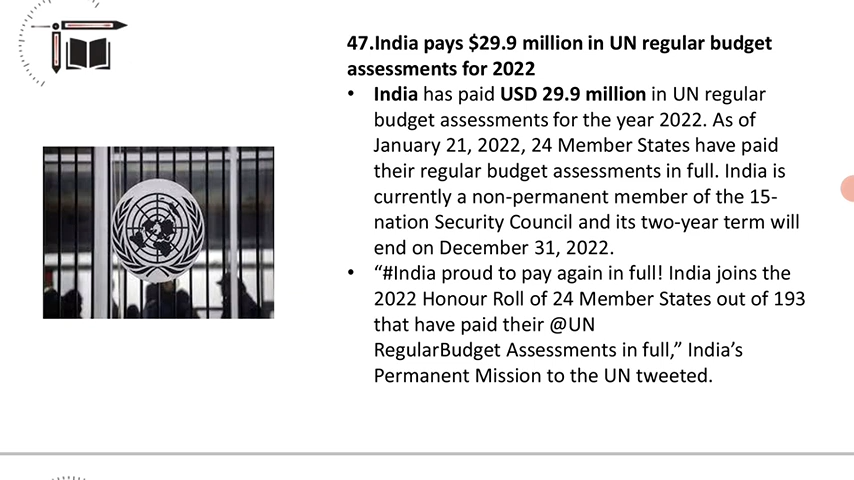 47.India pays $29.9 million in UN regular budget
assessments for 2022
• India has paid USD 29.9 million in UN regular
budget assessments for the year 2022. As of
January 21, 2022, 24 Member States have paid
their regular budget assessments in full. India is
currently a non-permanent member of the 15-
nation Security Council and its two-year term will
end on December 31, 2022.
• “#India proud to pay again in full! India joins the
2022 Honour Roll of 24 Member States out of 193
that have paid their @UN
RegularBudget Assessments in full,” India’s
Permanent Mission to the UN tweeted.